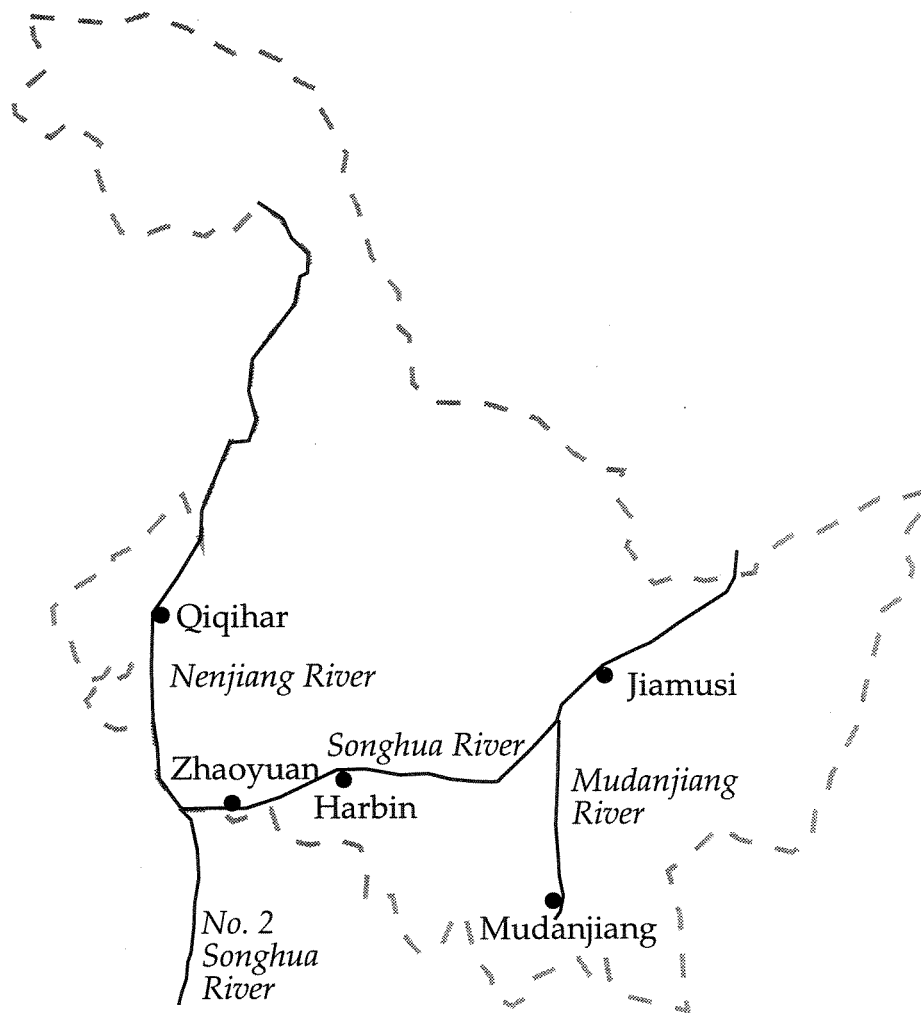 Qiqihar
Nenjiang River
Jiamusi
Songhua River
Zhaoyuan
Harbin
Mudanjiang
River
No. 2
Songhua
River
Mudanjiang